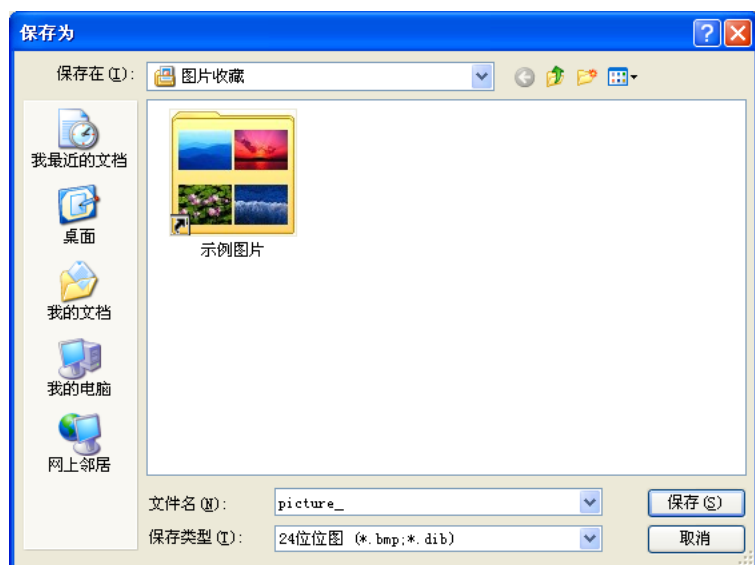 保存为
保存在(I):
图片收藏
我最近的文档
桌面
我的文档
我的电脑
网上邻居
示例图片
文件名(N):
picture_
保存(S)
保存类型(T):
24位位图 (*.bmp;*.dib)
取消